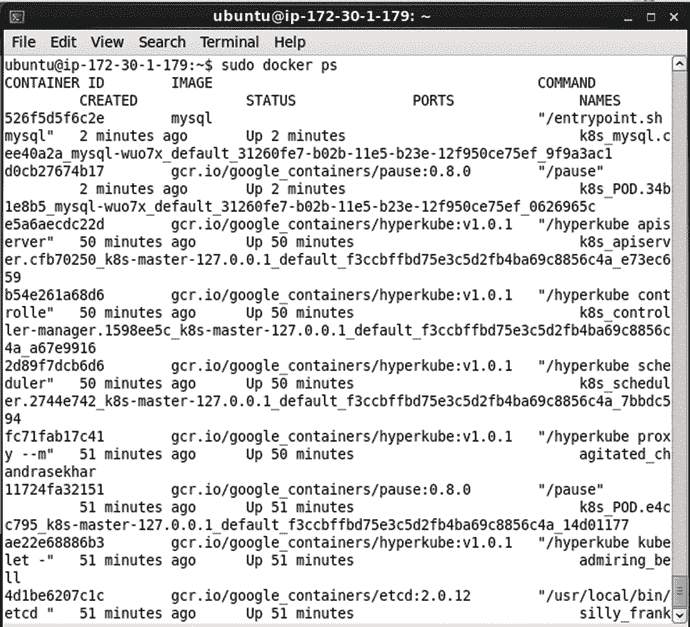 ubuntu@ip-172-30-1-179: ~
File Edit View Search Terminal Help
ubuntu@ip-172-30-1-179:~$ sudo docker ps
CONTAINER ID IMAGE COMMAND
CREATED STATUS PORTS NAMES
526f5d5f6c2e mysql "/entrypoint.sh
mysql" 2 minutes ago Up 2 minutes k8s_mysql.c
ee40a2a_mysql-wuo7x_default_31260fe7-b02b-11e5-b23e-12f950ce75ef_9f9a3ac1
d0cb27674b17 gcr.io/google_containers/pause:0.8.0 "/pause"
2 minutes ago Up 2 minutes k8s_POD.34b
1e8b5_mysql-wuo7x_default_31260fe7-b02b-11e5-b23e-12f950ce75ef_0626965c
e5a6aecdc22d gcr.io/google_containers/hyperkube:v1.0.1 "/hyperkube apis
erver" 50 minutes ago Up 50 minutes k8s_apiserv
er.cfb70250_k8s-master-127.0.0.1_default_f3ccbffbd75e3c5d2fb4ba69c8856c4a_e73ec6
59
b54e261a68d6 gcr.io/google_containers/hyperkube:v1.0.1 "/hyperkube cont
rolle" 50 minutes ago Up 50 minutes k8s_control
ler-manager.1598ee5c_k8s-master-127.0.0.1_default_f3ccbffbd75e3c5d2fb4ba69c8856c
4a_a67e9916
2d89f7dcb6d6 gcr.io/google_containers/hyperkube:v1.0.1 "/hyperkube sche
duler" 50 minutes ago Up 50 minutes k8s_schedul
er.2744e742_k8s-master-127.0.0.1_default_f3ccbffbd75e3c5d2fb4ba69c8856c4a_7bbdc5
94
fc71fab17c41 gcr.io/google_containers/hyperkube:v1.0.1 "/hyperkube prox
y --m" 51 minutes ago Up 50 minutes agitated_ch
andrasekhar
11724fa32151 gcr.io/google_containers/pause:0.8.0 "/pause"
51 minutes ago Up 51 minutes k8s_POD.e4c
c795_k8s-master-127.0.0.1_default_f3ccbffbd75e3c5d2fb4ba69c8856c4a_14d01177
ae22e68886b3 gcr.io/google_containers/hyperkube:v1.0.1 "/hyperkube kube
let -" 51 minutes ago Up 51 minutes admiring_be
ll
4d1be6207c1c gcr.io/google_containers/etcd:2.0.12 "/usr/local/bin/
etcd " 51 minutes ago Up 51 minutes silly_frank